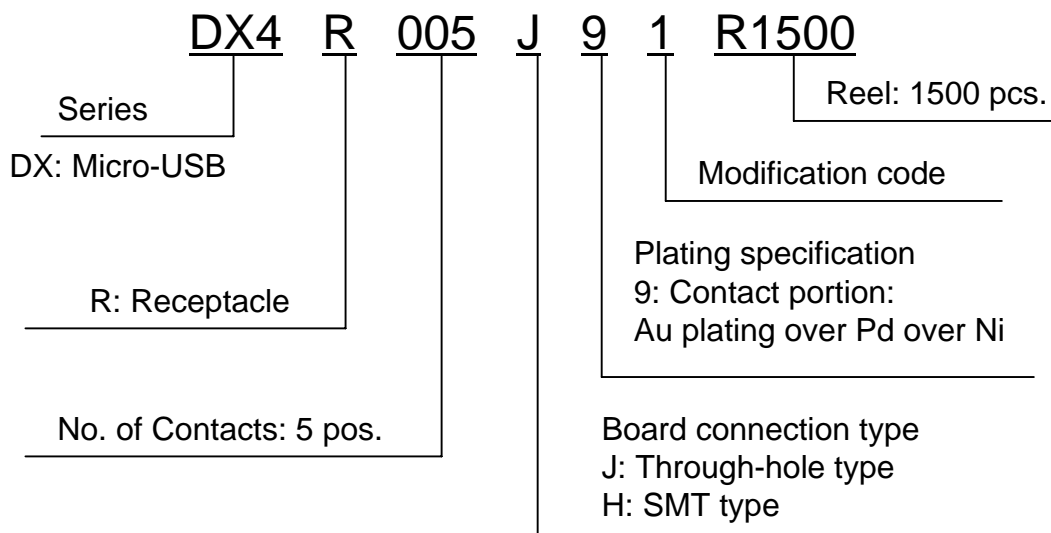 DX4 R 005 J 9 1 R1500
Reel: 1500 pcs.
Series
DX: Micro-USB
Modification code
Plating specification
9: Contact portion:
Au plating over Pd over Ni
R: Receptacle
No. of Contacts: 5 pos.
Board connection type
J: Through-hole type
H: SMT type